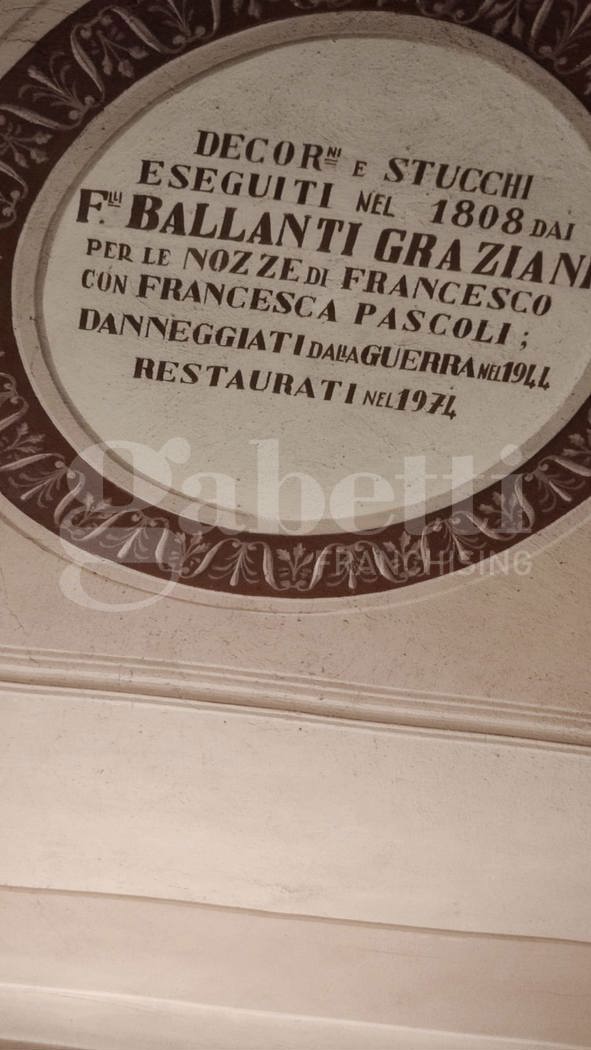 DECORNI E STUCCHI
ESEGUITI NEL 1808 DAI
FLLI BALLANTI GRAZIANI
PER LE NOZZE DI FRANCESCO
CON FRANCESCA PASCOLI ;
DANNEGGIATI DALLA GUERRA NEL 1944
RESTAURATI NEL 1974
gabetti
FRANCHISING